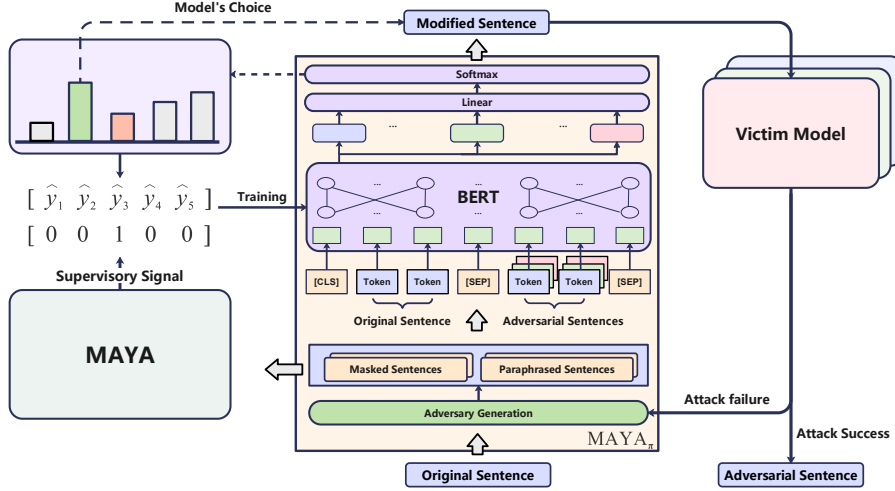 Model's Choice
Modified Sentence
Softmax
Linear
... ...
Victim Model
BERT
... ...
... ...
[ ŷ₁ ŷ₂ ŷ₃ ŷ₄ ŷ₅ ]
Training
[ 0 0 1 0 0 ]
Supervisory Signal
[CLS] Token Token [SEP] Token Token [SEP]
Original Sentence Adversarial Sentences
MAYA
Masked Sentences Paraphrased Sentences
Adversary Generation
Attack failure
MAYAπ
Attack Success
Original Sentence
Adversarial Sentence